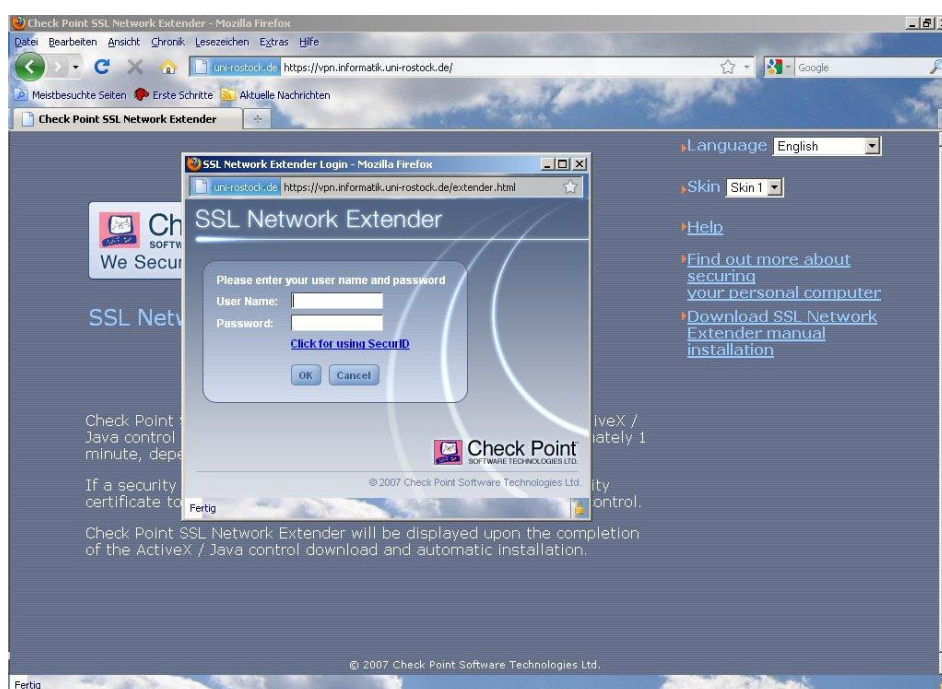 Check Point SSL Network Extender - Mozilla Firefox
Datei Bearbeiten Ansicht Chronik Lesezeichen Extras Hilfe
uni-rostock.de https://vpn.informatik.uni-rostock.de/
Google
Meistbesuchte Seiten Erste Schritte Aktuelle Nachrichten
Check Point SSL Network Extender
Language English
Skin Skin 1
Help
Find out more about
securing
your personal computer
Download SSL Network
Extender manual
installation
Ch
SOFTW
We Secur
SSL Netw
SSL Network Extender Login - Mozilla Firefox
uni-rostock.de https://vpn.informatik.uni-rostock.de/extender.html
SSL Network Extender
Please enter your user name and password
User Name:
Password:
Click for using SecurID
OK Cancel
Check Point
SOFTWARE TECHNOLOGIES LTD.
© 2007 Check Point Software Technologies Ltd.
Fertig
Check Point S iveX /
Java control ately 1
minute, depe
If a security ity
certificate to ontrol.
Check Point SSL Network Extender will be displayed upon the completion
of the ActiveX / Java control download and automatic installation.
© 2007 Check Point Software Technologies Ltd.
Fertig